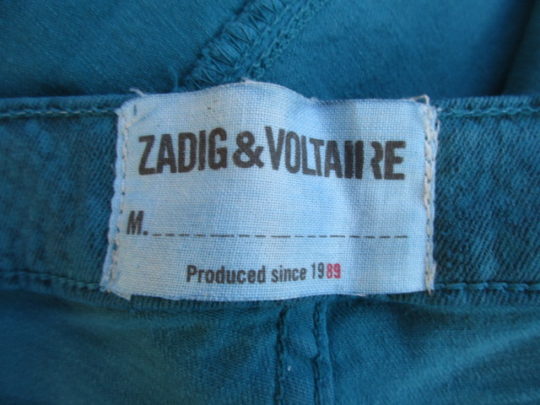 ZADIG&VOLTAIRE
M.
Produced since 1989